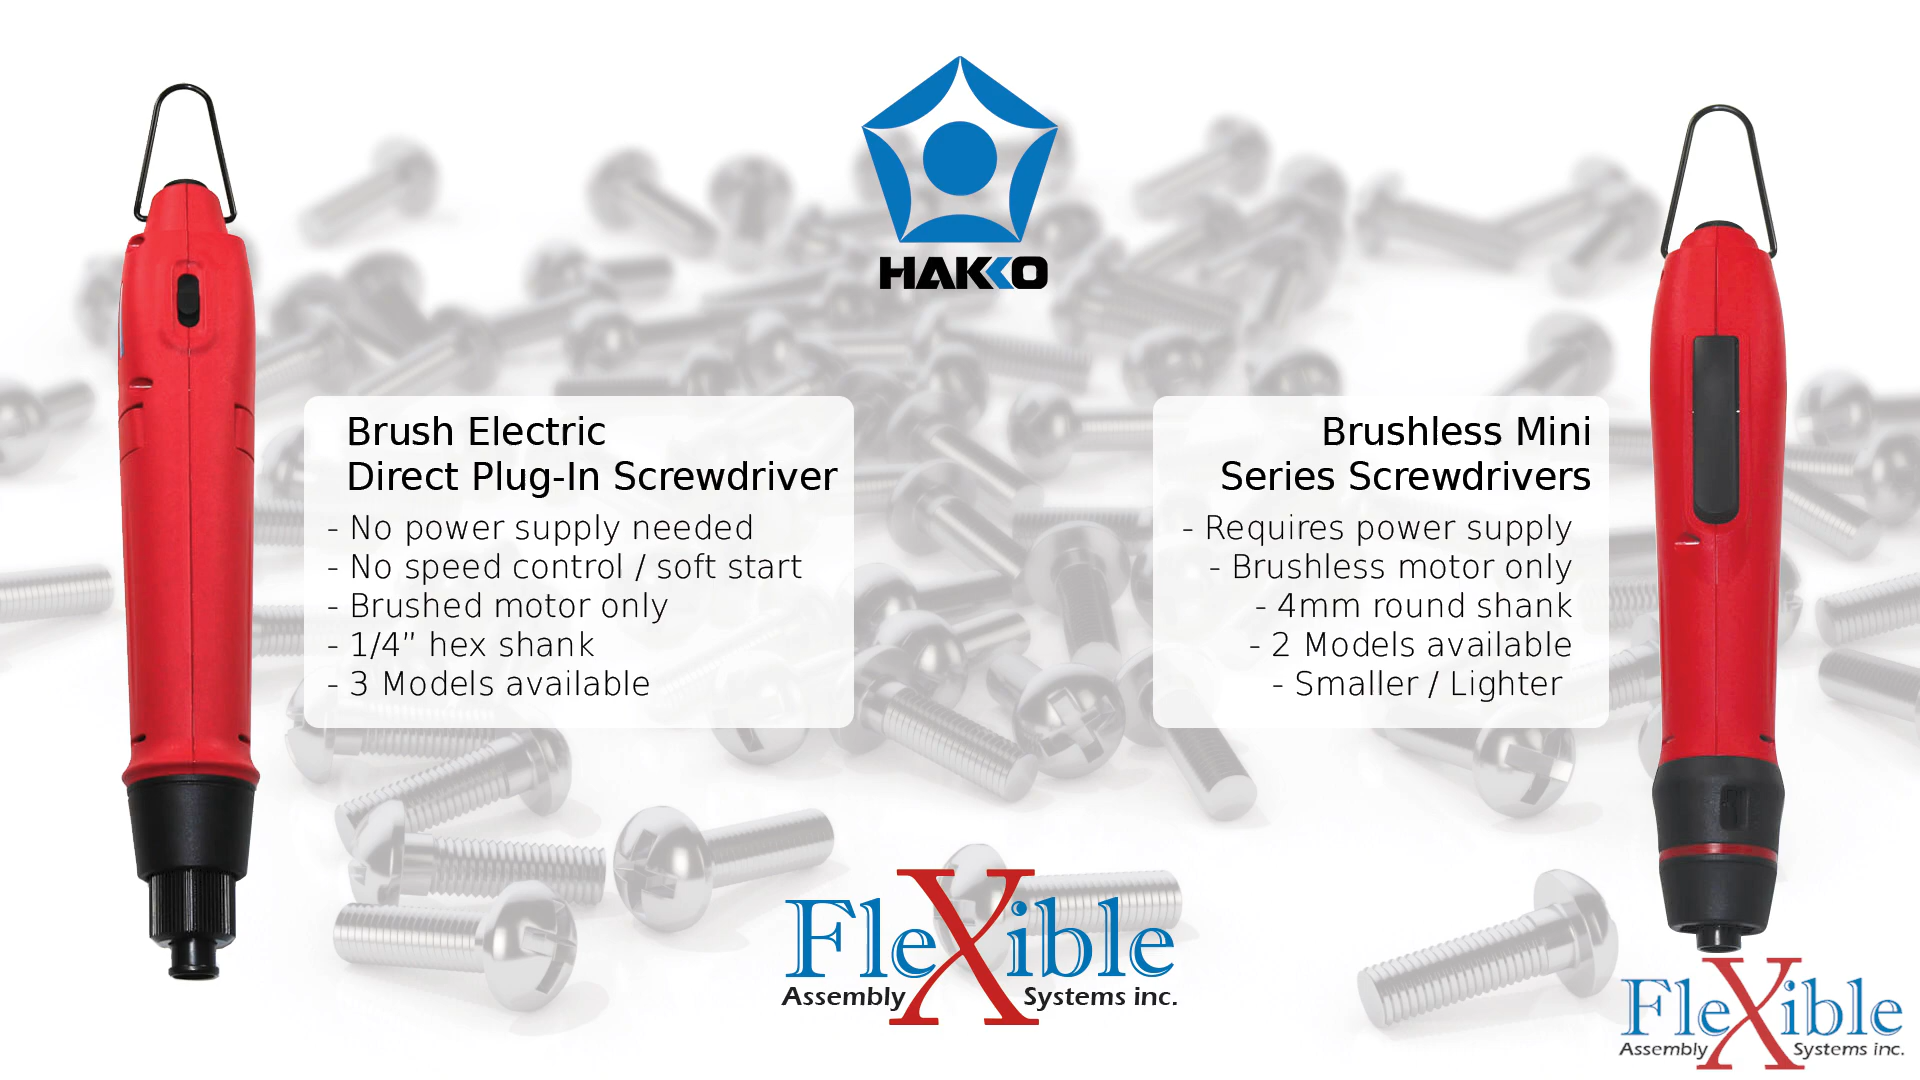 HAKKO
Brush Electric
Direct Plug-In Screwdriver
- No power supply needed
- No speed control / soft start
- Brushed motor only
- 1/4” hex shank
- 3 Models available
Brushless Mini
Series Screwdrivers
- Requires power supply
- Brushless motor only
- 4mm round shank
- 2 Models available
- Smaller / Lighter
FleXible
Assembly Systems inc.
FleXible
Assembly Systems inc.